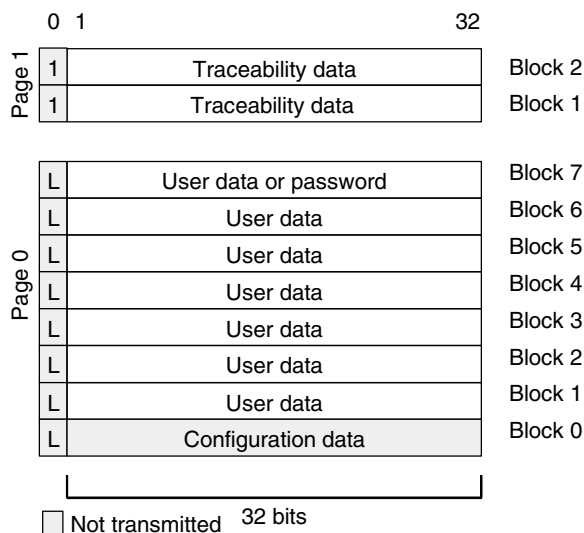 0 1 32
Page 1
1 Traceability data Block 2
1 Traceability data Block 1
Page 0
L User data or password Block 7
L User data Block 6
L User data Block 5
L User data Block 4
L User data Block 3
L User data Block 2
L User data Block 1
L Configuration data Block 0
32 bits
Not transmitted